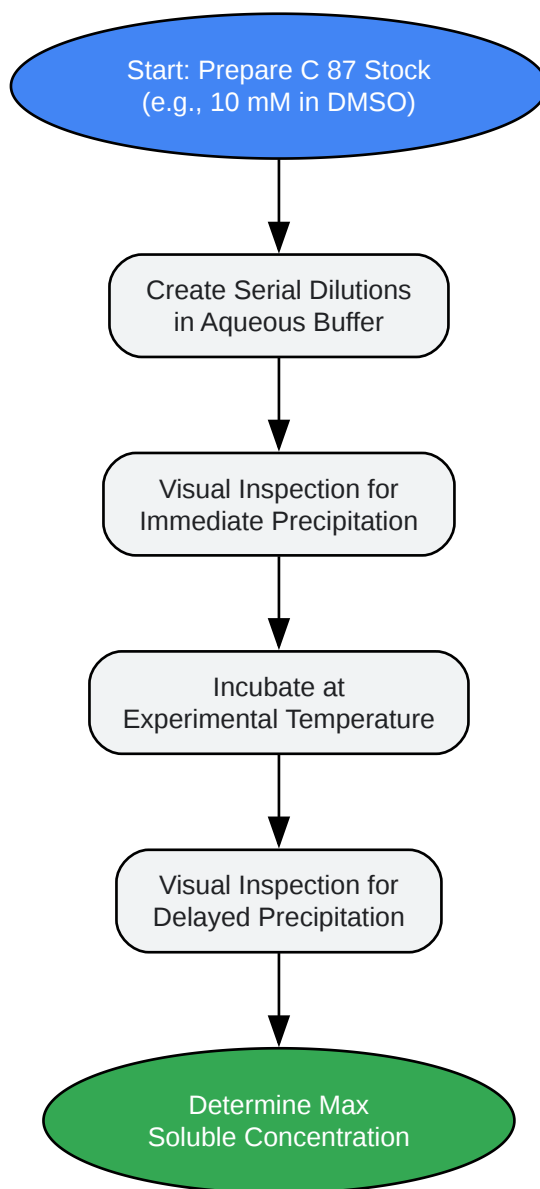 Start: Prepare C 87 Stock
(e.g., 10 mM in DMSO)
Create Serial Dilutions
in Aqueous Buffer
Visual Inspection for
Immediate Precipitation
Incubate at
Experimental Temperature
Visual Inspection for
Delayed Precipitation
Determine Max
Soluble Concentration